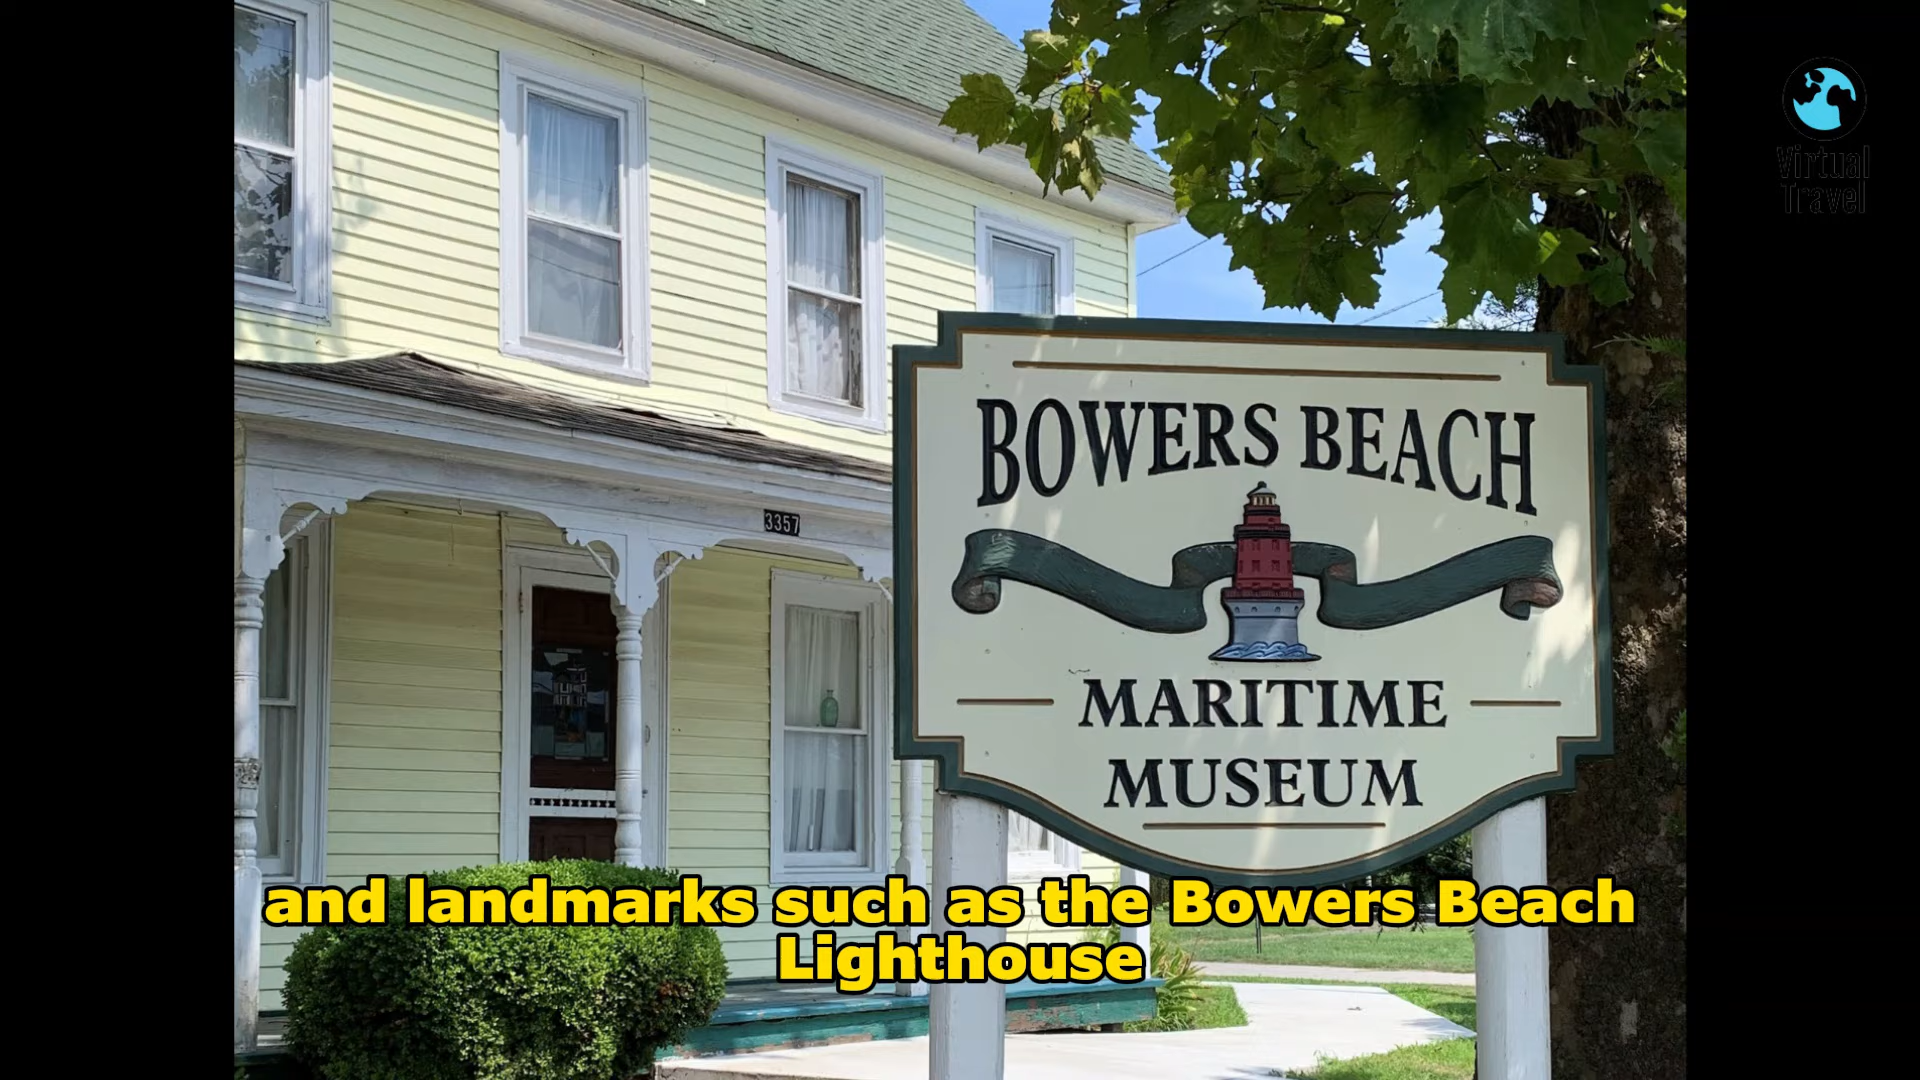 Virtual
Travel
3357
BOWERS BEACH
MARITIME
MUSEUM
and landmarks such as the Bowers Beach
Lighthouse